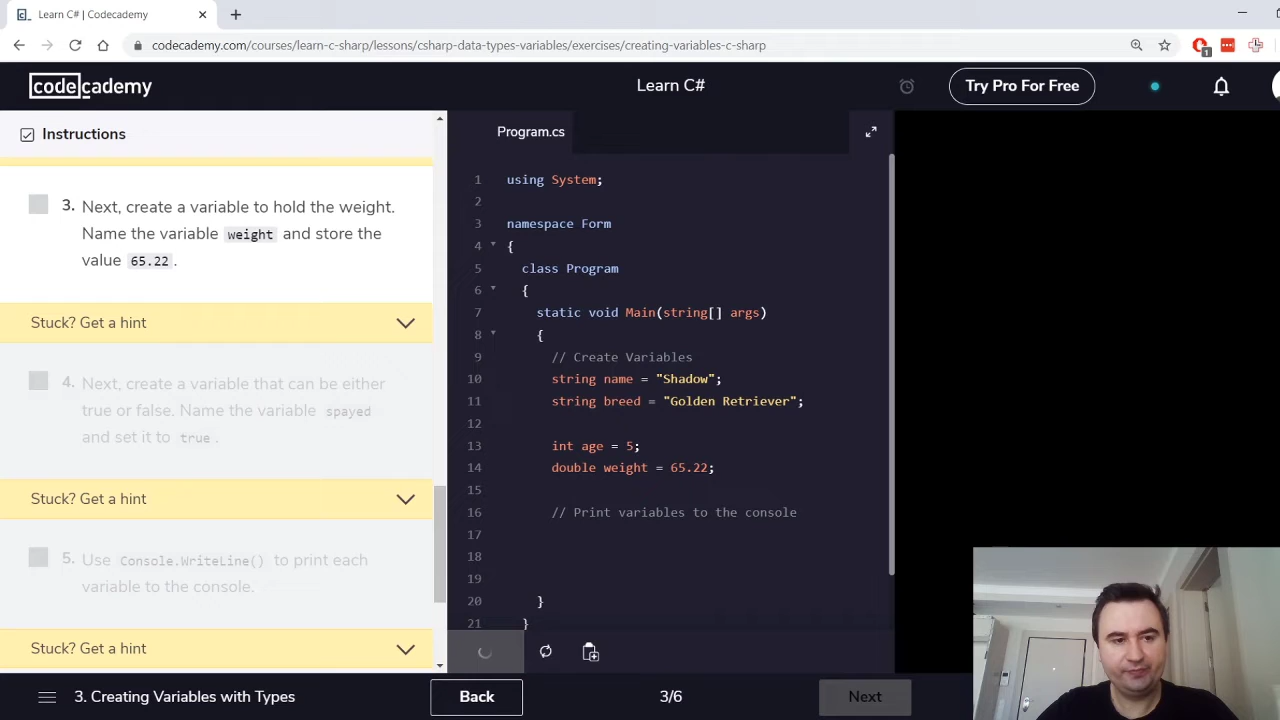 Learn C# | Codecademy
codecademy.com/courses/learn-c-sharp/lessons/csharp-data-types-variables/exercises/creating-variables-c-sharp
1
codecademy
Learn C#
Try Pro For Free
Instructions
3. Next, create a variable to hold the weight.
Name the variable weight and store the
value 65.22.
Stuck? Get a hint
4. Next, create a variable that can be either
true or false. Name the variable spayed
and set it to true.
Stuck? Get a hint
5. Use Console.WriteLine() to print each
variable to the console.
Stuck? Get a hint
Program.cs
1 using System;
2
3 namespace Form
4 {
5 class Program
6 {
7 static void Main(string[] args)
8 {
9 // Create Variables
10 string name = "Shadow";
11 string breed = "Golden Retriever";
12
13 int age = 5;
14 double weight = 65.22;
15
16 // Print variables to the console
17
18
19
20 }
21 }
3. Creating Variables with Types
Back
3/6
Next